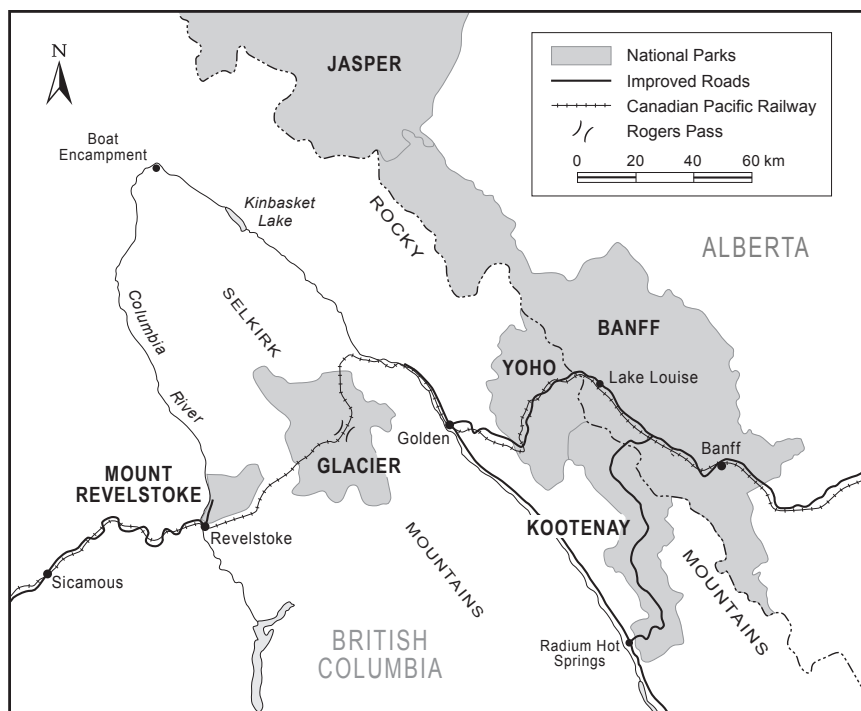 JASPER
National Parks
Improved Roads
Canadian Pacific Railway
Rogers Pass
0 20 40 60 km
N
Boat
Encampment
Kinbasket
Lake
ROCKY
ALBERTA
Columbia
River
SELKIRK
BANFF
YOHO
Lake Louise
Golden
Banff
GLACIER
MOUNT
REVELSTOKE
Revelstoke
KOOTENAY
MOUNTAINS
MOUNTAINS
Sicamous
BRITISH
COLUMBIA
Radium Hot
Springs